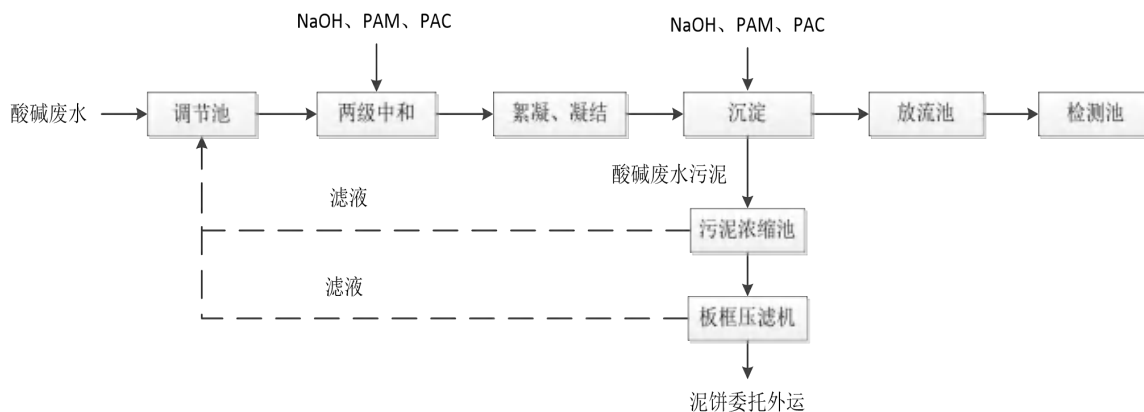 NaOH、PAM、PAC
NaOH、PAM、PAC
酸碱废水
调节池
两级中和
絮凝、凝结
沉淀
放流池
检测池
酸碱废水污泥
滤液
污泥浓缩池
滤液
板框压滤机
泥饼委托外运